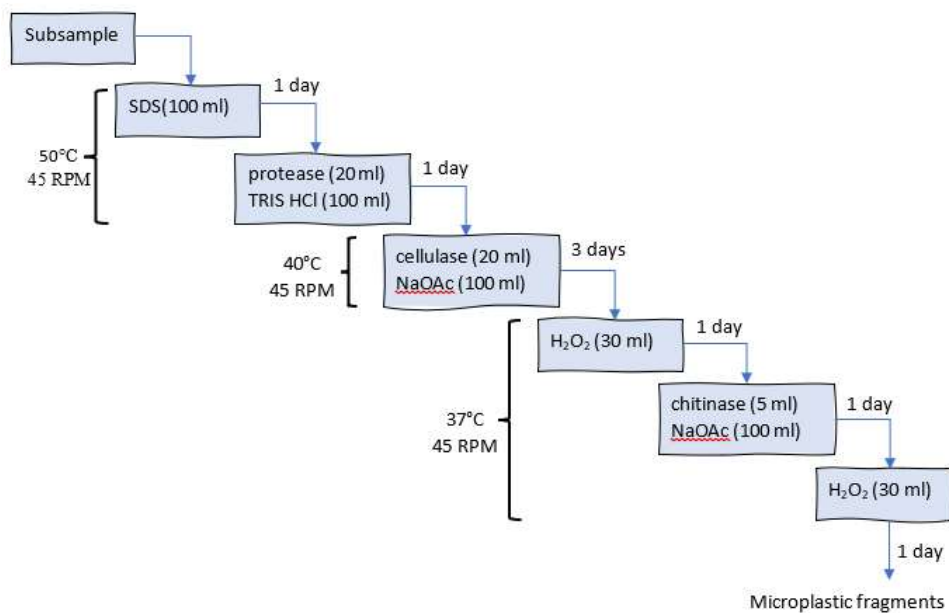 Subsample
SDS(100 ml)
1 day
50°C
45 RPM
protease (20 ml)
TRIS HCl (100 ml)
1 day
40°C
45 RPM
cellulase (20 ml)
NaOAc (100 ml)
3 days
H₂O₂ (30 ml)
1 day
37°C
45 RPM
chitinase (5 ml)
NaOAc (100 ml)
1 day
H₂O₂ (30 ml)
1 day
Microplastic fragments